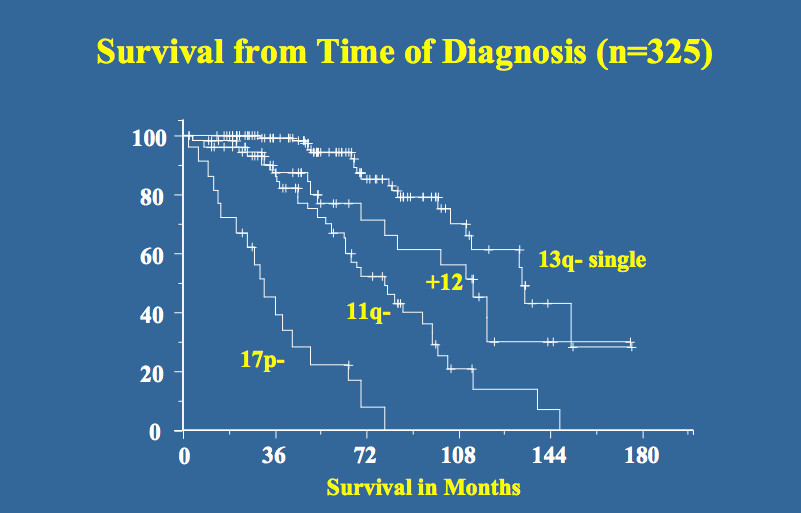 Survival from Time of Diagnosis (n=325)
100
80
60
40
20
0
13q- single
+12
11q-
17p-
0 36 72 108 144 180
Survival in Months